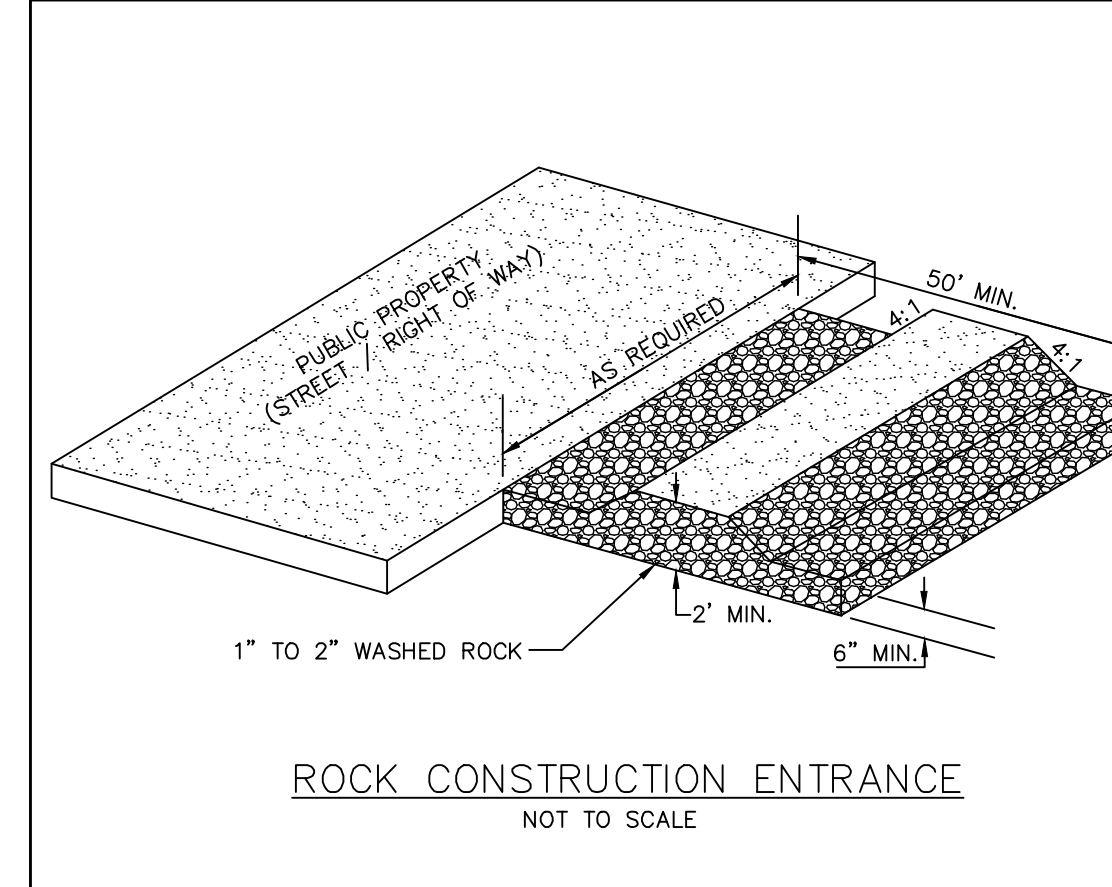 PUBLIC PROPERTY
(STREET / RIGHT OF WAY)
AS REQUIRED
50' MIN.
4:1
4:1
2' MIN.
1” TO 2” WASHED ROCK
6” MIN.
ROCK CONSTRUCTION ENTRANCE
NOT TO SCALE